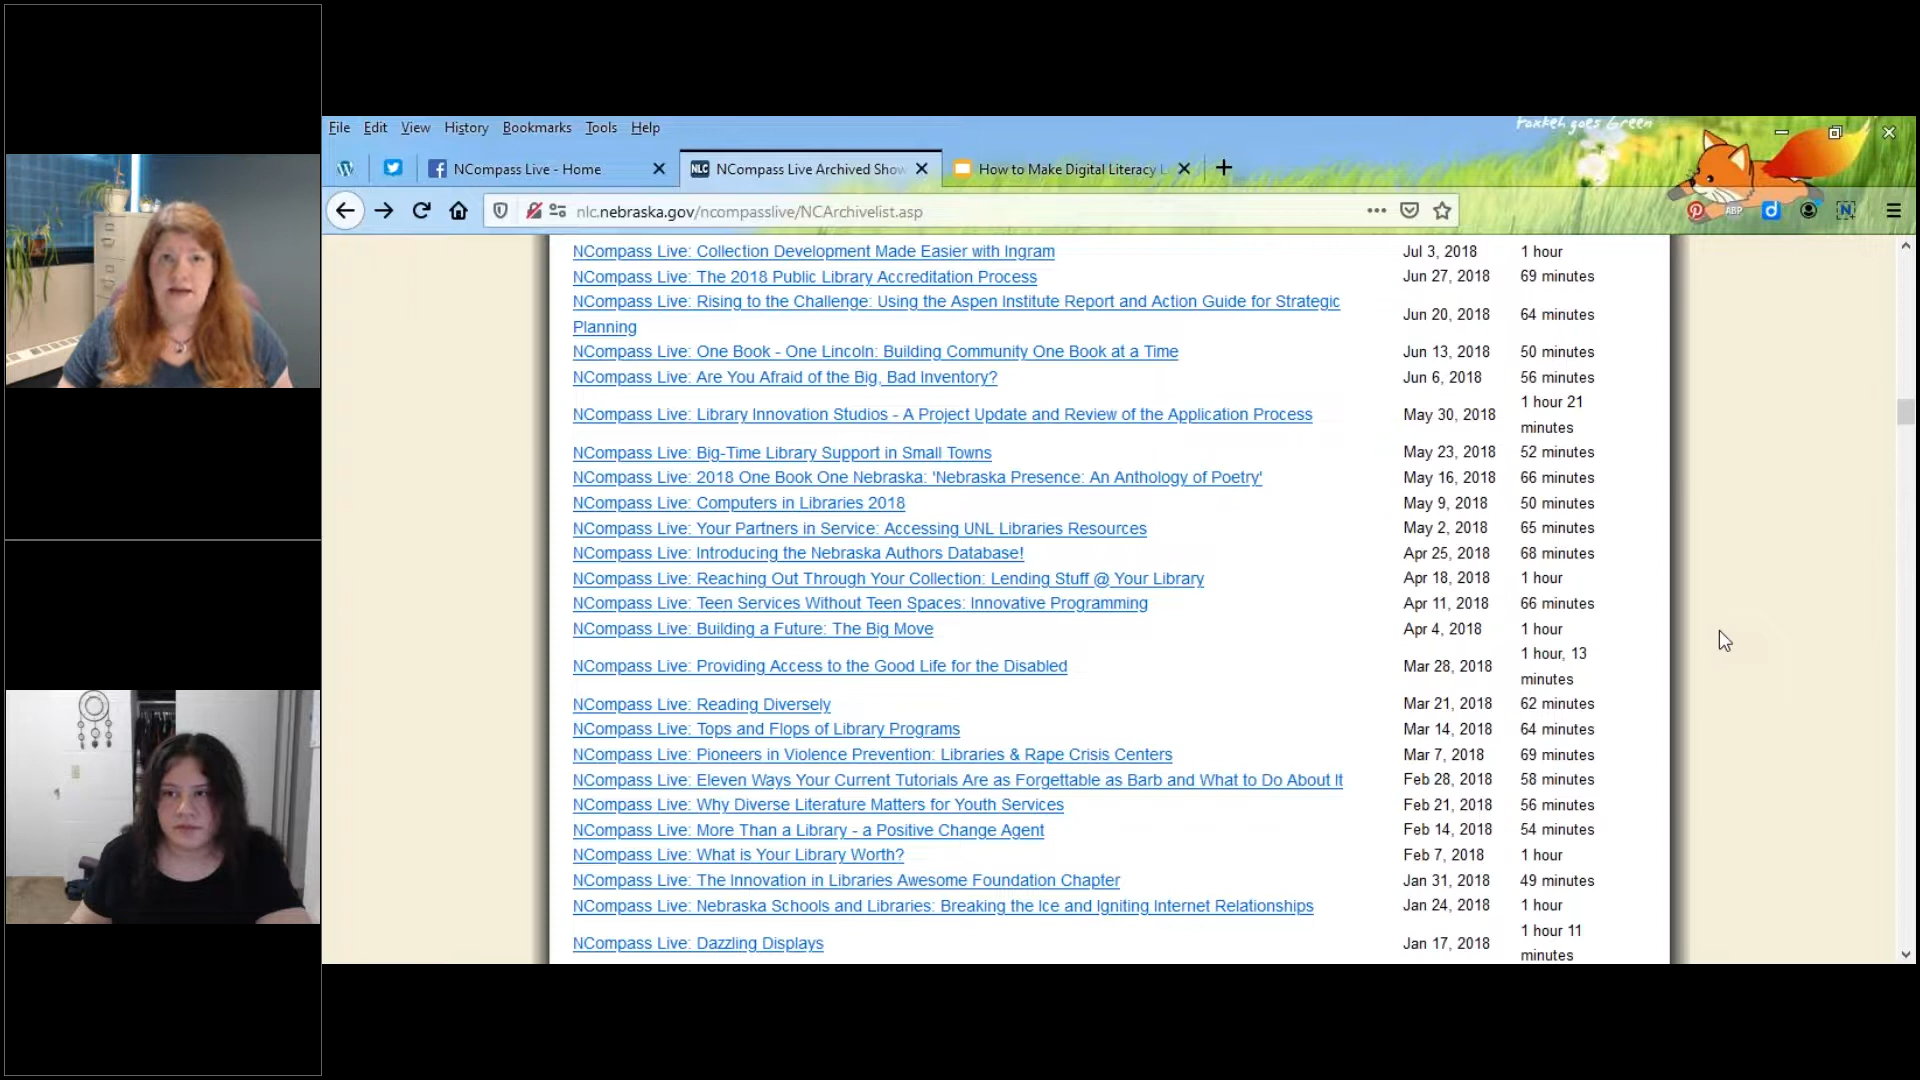 Foxkeh goes Green
File Edit View History Bookmarks Tools Help
NCompass Live - Home
NLC NCompass Live Archived Show
How to Make Digital Literacy L
nlc.nebraska.gov/ncompasslive/NCArchivelist.asp
ABP
NCompass Live: Collection Development Made Easier with Ingram Jul 3, 2018 1 hour
NCompass Live: The 2018 Public Library Accreditation Process Jun 27, 2018 69 minutes
NCompass Live: Rising to the Challenge: Using the Aspen Institute Report and Action Guide for Strategic
Planning Jun 20, 2018 64 minutes
NCompass Live: One Book - One Lincoln: Building Community One Book at a Time Jun 13, 2018 50 minutes
NCompass Live: Are You Afraid of the Big, Bad Inventory? Jun 6, 2018 56 minutes
NCompass Live: Library Innovation Studios - A Project Update and Review of the Application Process May 30, 2018 1 hour 21
minutes
NCompass Live: Big-Time Library Support in Small Towns May 23, 2018 52 minutes
NCompass Live: 2018 One Book One Nebraska: 'Nebraska Presence: An Anthology of Poetry' May 16, 2018 66 minutes
NCompass Live: Computers in Libraries 2018 May 9, 2018 50 minutes
NCompass Live: Your Partners in Service: Accessing UNL Libraries Resources May 2, 2018 65 minutes
NCompass Live: Introducing the Nebraska Authors Database! Apr 25, 2018 68 minutes
NCompass Live: Reaching Out Through Your Collection: Lending Stuff @ Your Library Apr 18, 2018 1 hour
NCompass Live: Teen Services Without Teen Spaces: Innovative Programming Apr 11, 2018 66 minutes
NCompass Live: Building a Future: The Big Move Apr 4, 2018 1 hour
NCompass Live: Providing Access to the Good Life for the Disabled Mar 28, 2018 1 hour, 13
minutes
NCompass Live: Reading Diversely Mar 21, 2018 62 minutes
NCompass Live: Tops and Flops of Library Programs Mar 14, 2018 64 minutes
NCompass Live: Pioneers in Violence Prevention: Libraries & Rape Crisis Centers Mar 7, 2018 69 minutes
NCompass Live: Eleven Ways Your Current Tutorials Are as Forgettable as Barb and What to Do About It Feb 28, 2018 58 minutes
NCompass Live: Why Diverse Literature Matters for Youth Services Feb 21, 2018 56 minutes
NCompass Live: More Than a Library - a Positive Change Agent Feb 14, 2018 54 minutes
NCompass Live: What is Your Library Worth? Feb 7, 2018 1 hour
NCompass Live: The Innovation in Libraries Awesome Foundation Chapter Jan 31, 2018 49 minutes
NCompass Live: Nebraska Schools and Libraries: Breaking the Ice and Igniting Internet Relationships Jan 24, 2018 1 hour
NCompass Live: Dazzling Displays Jan 17, 2018 1 hour 11
minutes